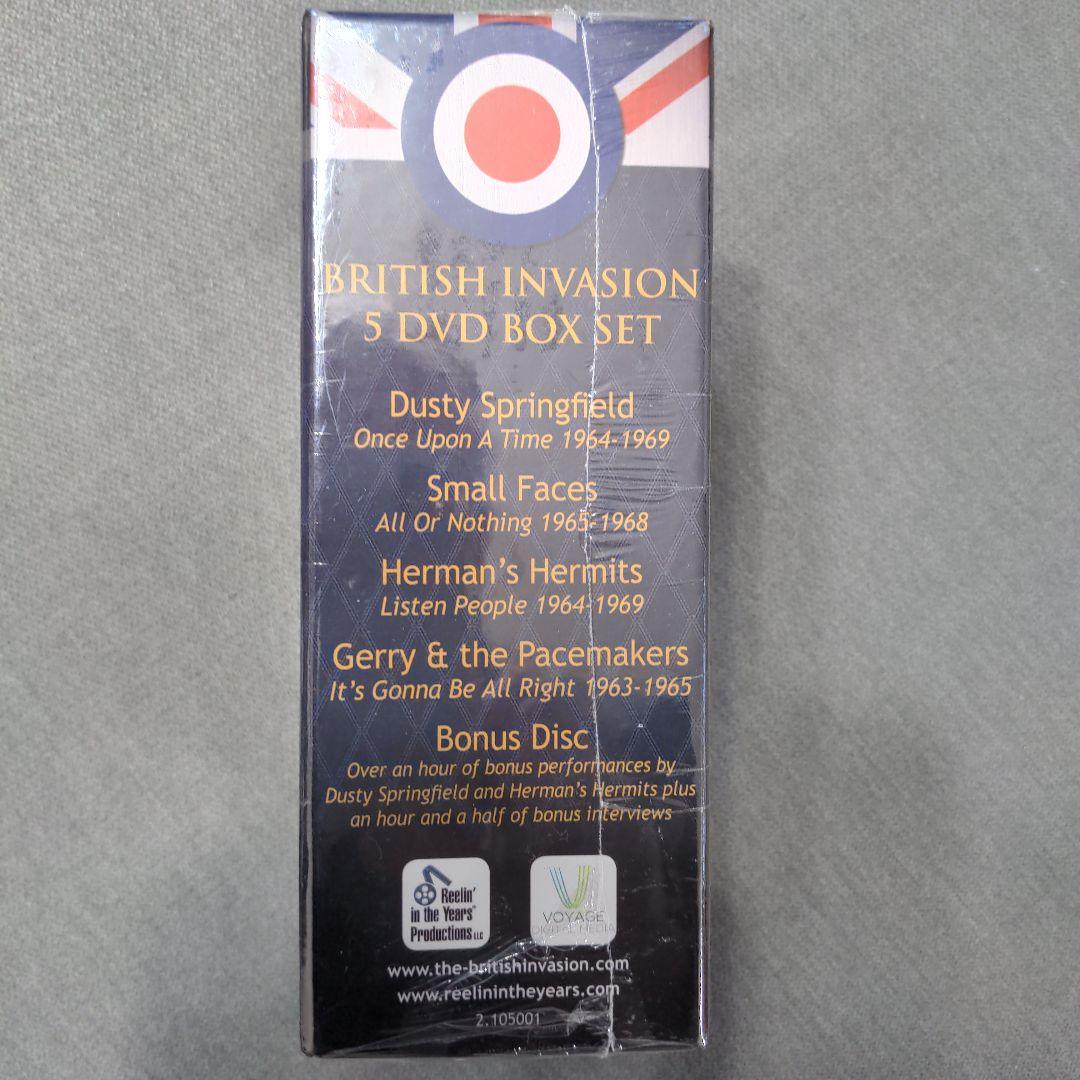 BRITISH INVASION
5 DVD BOX SET
Dusty Springfield
Once Upon A Time 1964-1969
Small Faces
All Or Nothing 1965-1968
Herman's Hermits
Listen People 1964-1969
Gerry & the Pacemakers
It's Gonna Be All Right 1963-1965
Bonus Disc
Over an hour of bonus performances by
Dusty Springfield and Herman's Hermits plus
an hour and a half of bonus interviews
Reelin'
in the Years®
Productions LLC
VOYAGE
DIGITAL MEDIA
www.the-britishinvasion.com
www.reelinintheyears.com
2.105001